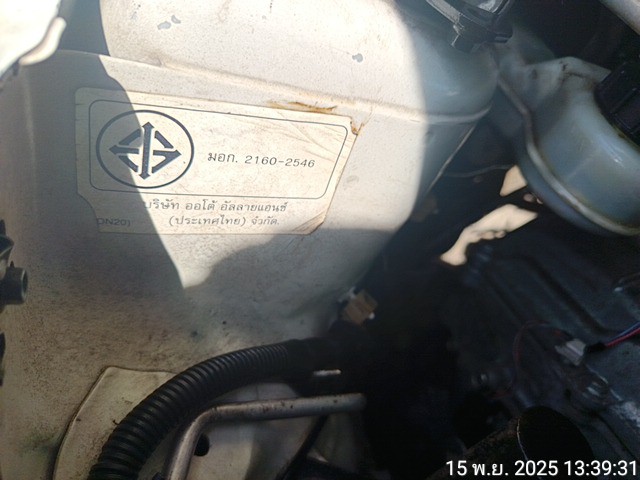 มอก. 2160-2546
บริษัท ออโต้ อัลลายแอนซ์
DN201 (ประเทศไทย) จำกัด
15 พ.ย. 2025 13:39:31